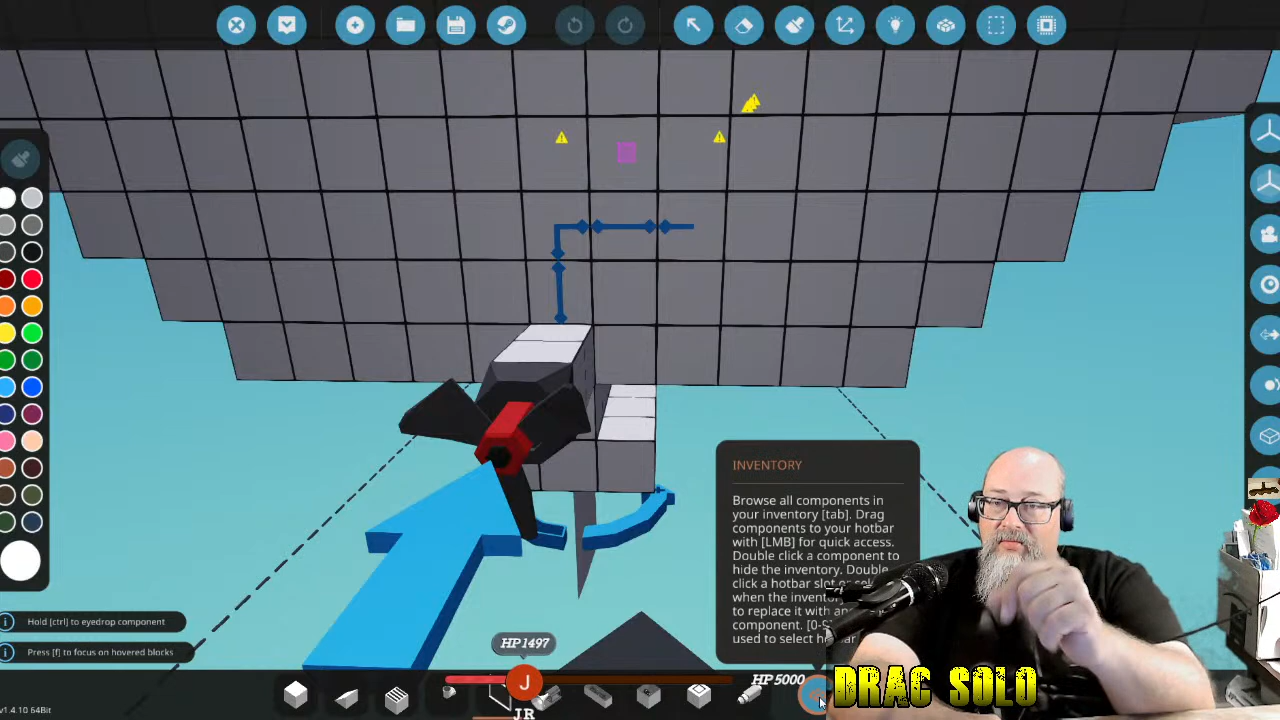 INVENTORY
Browse all components in
your inventory [tab]. Drag
components to your hotbar
with [LMB] for quick access.
Double click a component to
hide the inventory. Double
click a hotbar slot or
when the
to replace it with
component. [0-
used to select
Hold [ctrl] to eyedrop component
Press [f] to focus on hovered blocks
HP 1497
J
JR
HP 5000
DRAC SOLO
v1.4.10 64Bit